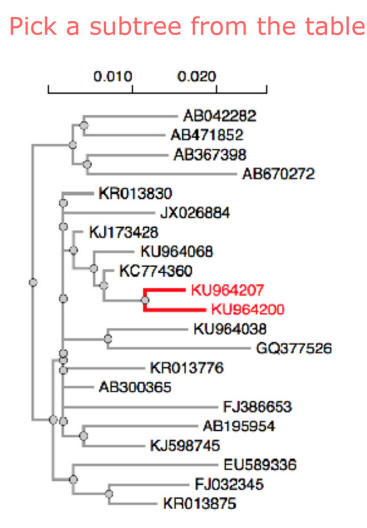 Pick a subtree from the table
0.010 0.020
AB042282
AB471852
AB367398
AB670272
KR013830
JX026884
KJ173428
KU964068
KC774360
KU964207
KU964200
KU964038
GQ377526
KR013776
AB300365
FJ386653
AB195954
KJ598745
EU589336
FJ032345
KR013875